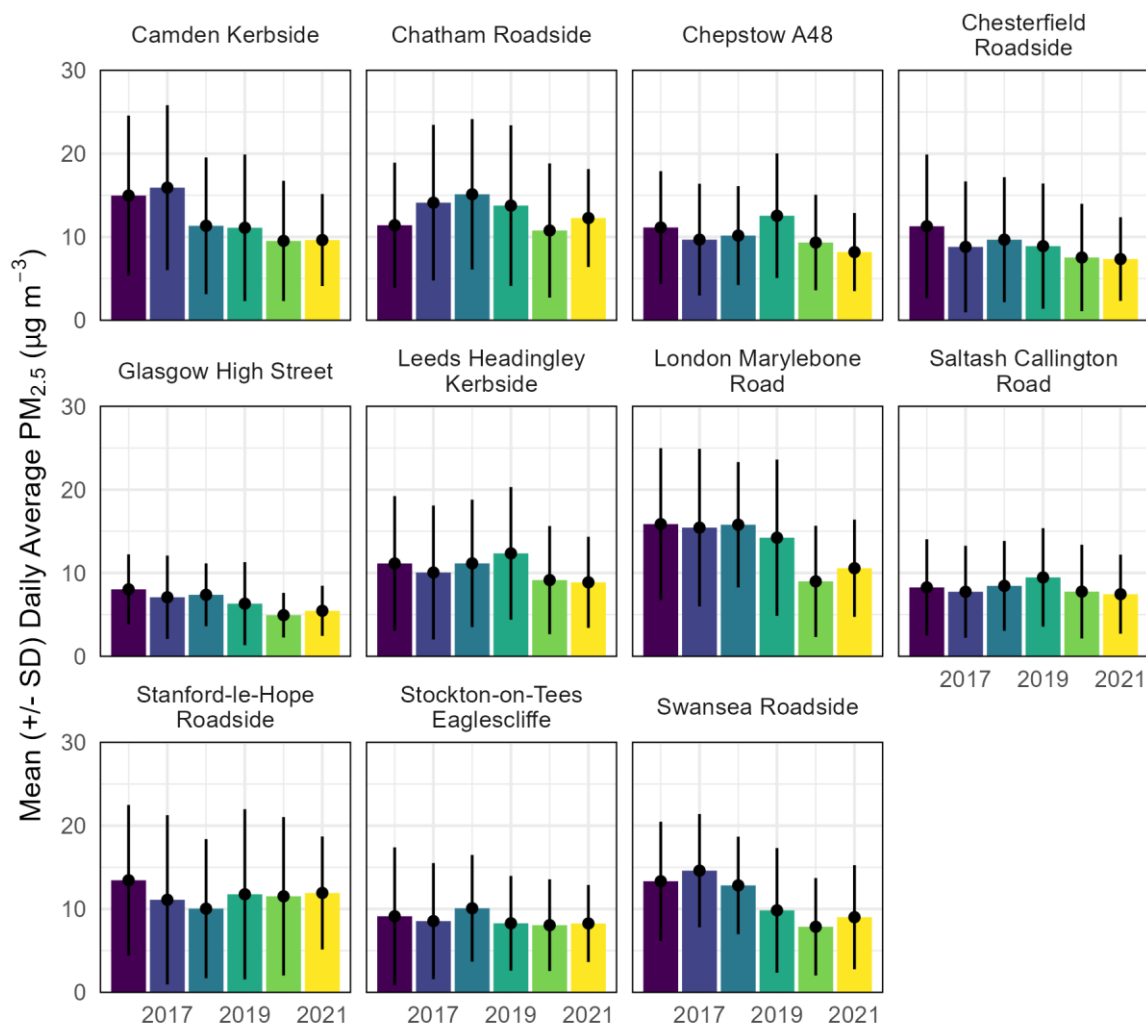 Camden Kerbside
Chatham Roadside
Chepstow A48
Chesterfield
Roadside
30
20
10
0
Glasgow High Street
Leeds Headingley
Kerbside
London Marylebone
Road
Saltash Callington
Road
30
20
10
0
2017 2019 2021
Stanford-le-Hope
Roadside
Stockton-on-Tees
Eaglescliffe
Swansea Roadside
30
20
10
0
2017 2019 2021
2017 2019 2021
2017 2019 2021
Mean (+/- SD) Daily Average PM2.5 (µg m−3)